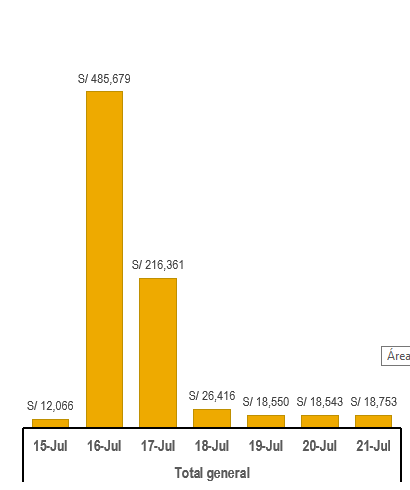 S/ 485,679
S/ 216,361
S/ 12,066
S/ 26,416
S/ 18,550
S/ 18,543
S/ 18,753
Área
15-Jul 16-Jul 17-Jul 18-Jul 19-Jul 20-Jul 21-Jul
Total general